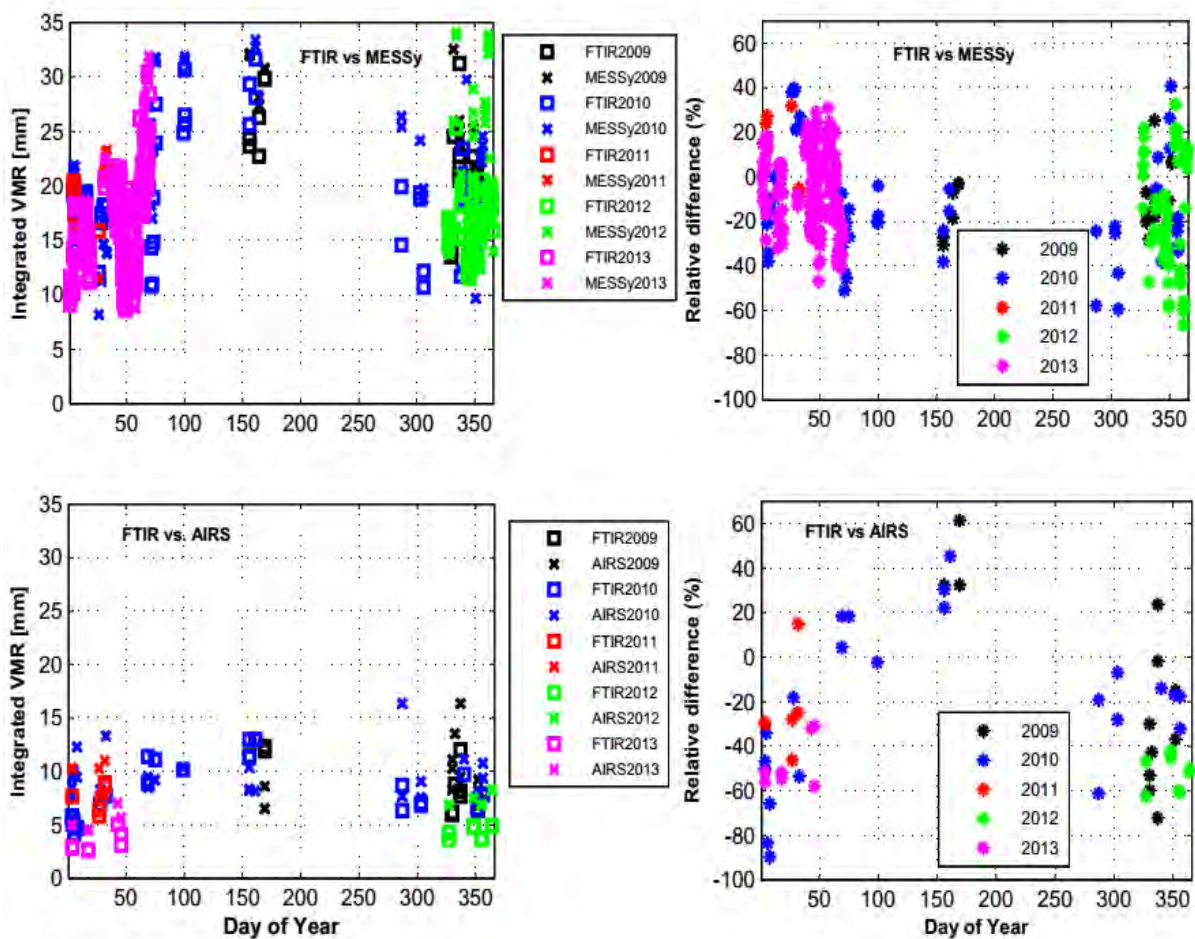 FTIR vs MESSy
Integrated VMR [mm]
35
30
25
20
15
10
5
0
50 100 150 200 250 300 350
FTIR2009
MESSy2009
FTIR2010
MESSy2010
FTIR2011
MESSy2011
FTIR2012
MESSy2012
FTIR2013
MESSy2013
FTIR vs MESSy
Relative difference (%)
60
40
20
0
-20
-40
-60
-80
-100
50 100 150 200 250 300 350
2009
2010
2011
2012
2013
FTIR vs. AIRS
Integrated VMR [mm]
35
30
25
20
15
10
5
0
50 100 150 200 250 300 350
Day of Year
FTIR2009
AIRS2009
FTIR2010
AIRS2010
FTIR2011
AIRS2011
FTIR2012
AIRS2012
FTIR2013
AIRS2013
FTIR vs AIRS
Relative difference (%)
60
40
20
0
-20
-40
-60
-80
-100
50 100 150 200 250 300 350
Day of Year
2009
2010
2011
2012
2013